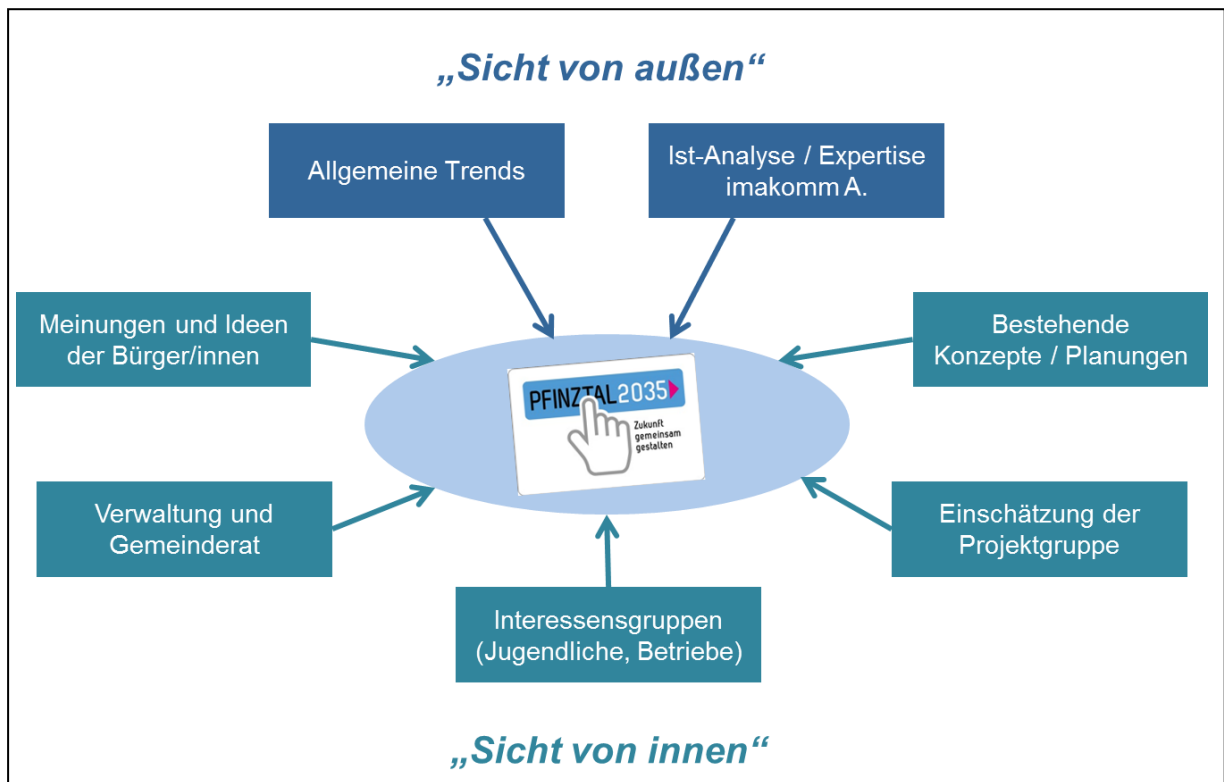 „Sicht von außen“
Allgemeine Trends
Ist-Analyse / Expertise
imakomm A.
Meinungen und Ideen
der Bürger/innen
Bestehende
Konzepte / Planungen
PFINZTAL2035
Zukunft
gemeinsam
gestalten
Verwaltung und
Gemeinderat
Einschätzung der
Projektgruppe
Interessensgruppen
(Jugendliche, Betriebe)
„Sicht von innen“